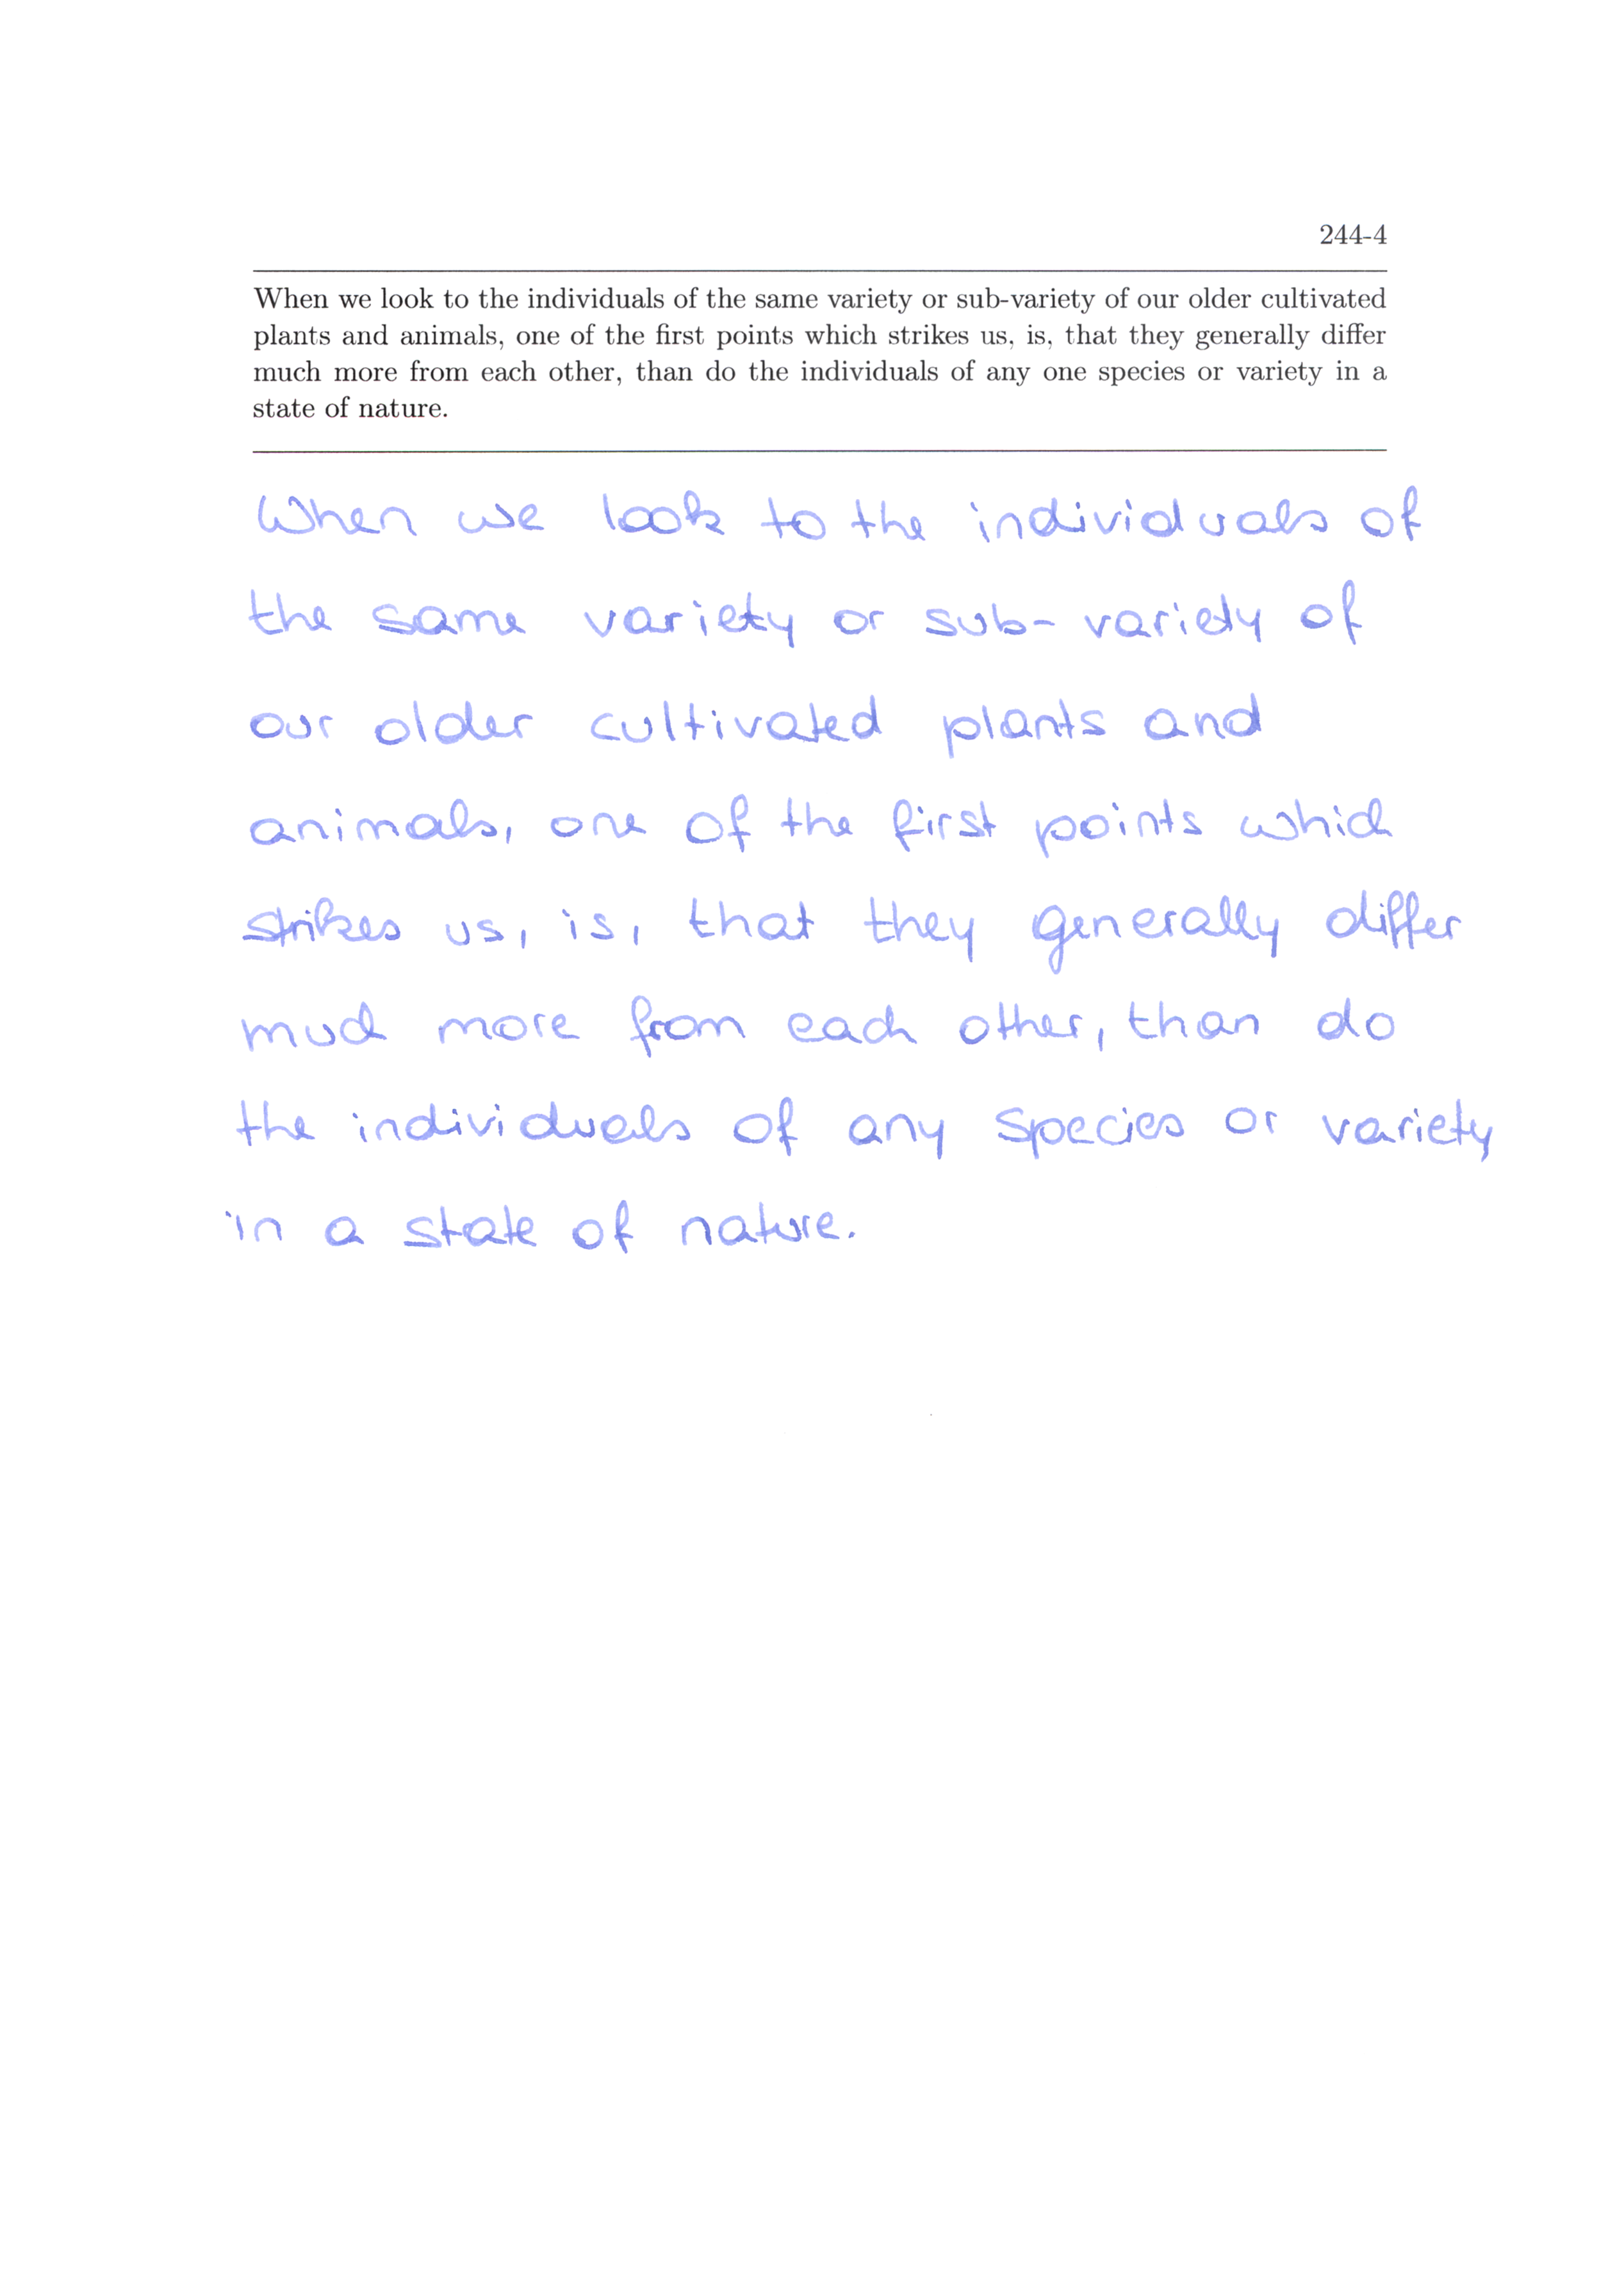 244-4
When we look to the individuals of the same variety or sub-variety of our older cultivated
plants and animals, one of the first points which strikes us, is, that they generally differ
much more from each other, than do the individuals of any one species or variety in a
state of nature.
When we look to the individuals of
the same variety or sub-variety of
our older cultivated plants and
animals, one of the first points which
strikes us, is, that they generally differ
much more from each other, than do
the individuals of any species or variety
in a state of nature.